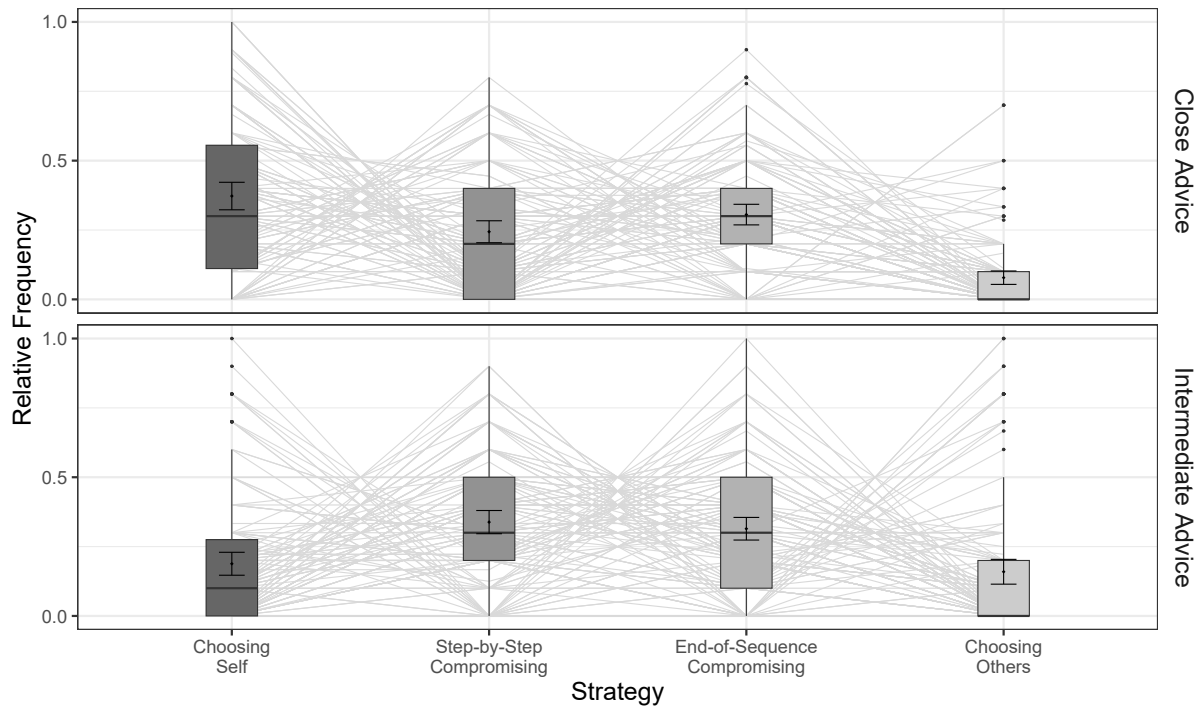 1.0
0.5
0.0
Close Advice
1.0
0.5
0.0
Intermediate Advice
Relative Frequency
Choosing
Self
Step-by-Step
Compromising
End-of-Sequence
Compromising
Choosing
Others
Strategy